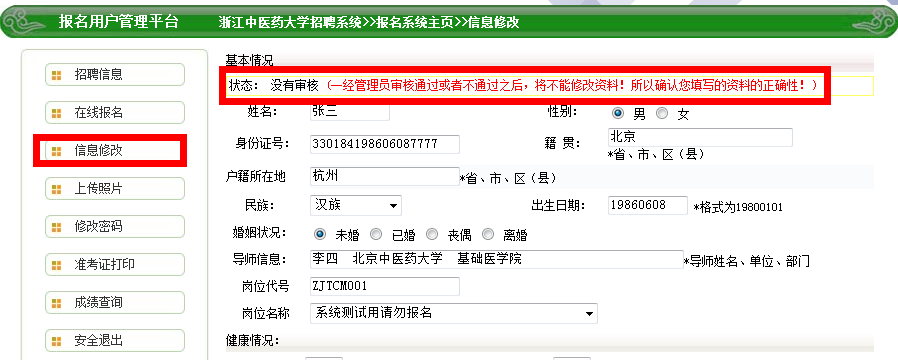 报名用户管理平台
浙江中医药大学招聘系统>>报名系统主页>>信息修改
招聘信息
在线报名
信息修改
上传照片
修改密码
准考证打印
成绩查询
安全退出
基本情况
状态： 没有审核（一经管理员审核通过或者不通过之后，将不能修改资料！所以确认您填写的资料的正确性！）
姓名： 张三 性别： 男 女
身份证号： 330184198606087777 籍 贯： 北京 *省、市、区（县）
户籍所在地 杭州 *省、市、区（县）
民族： 汉族 出生日期： 19860608 *格式为19800101
婚姻状况： 未婚 已婚 丧偶 离婚
导师信息： 李四 北京中医药大学 基础医学院 *导师姓名、单位、部门
岗位代号 ZJTCM001
岗位名称 系统测试用请勿报名
健康情况：